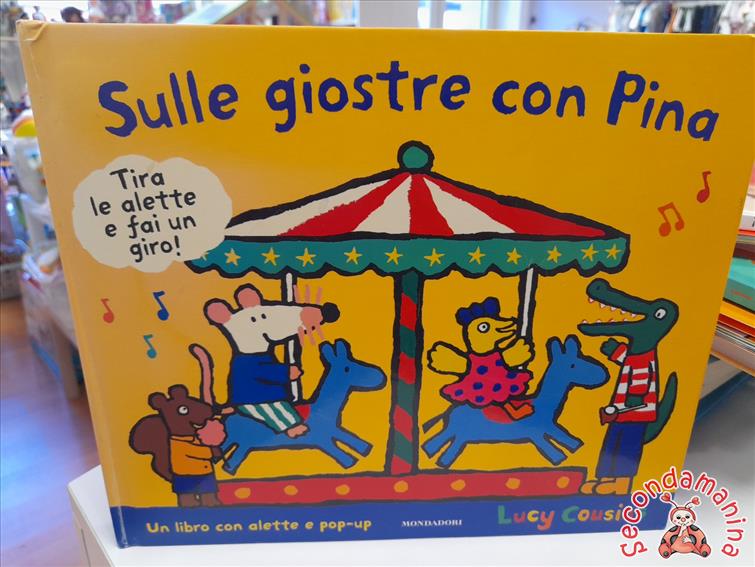 Sulle giostre con Pina
Tira
le alette
e fai un
giro!
Un libro con alette e pop-up
MONDADORI
Lucy
Secondamanina